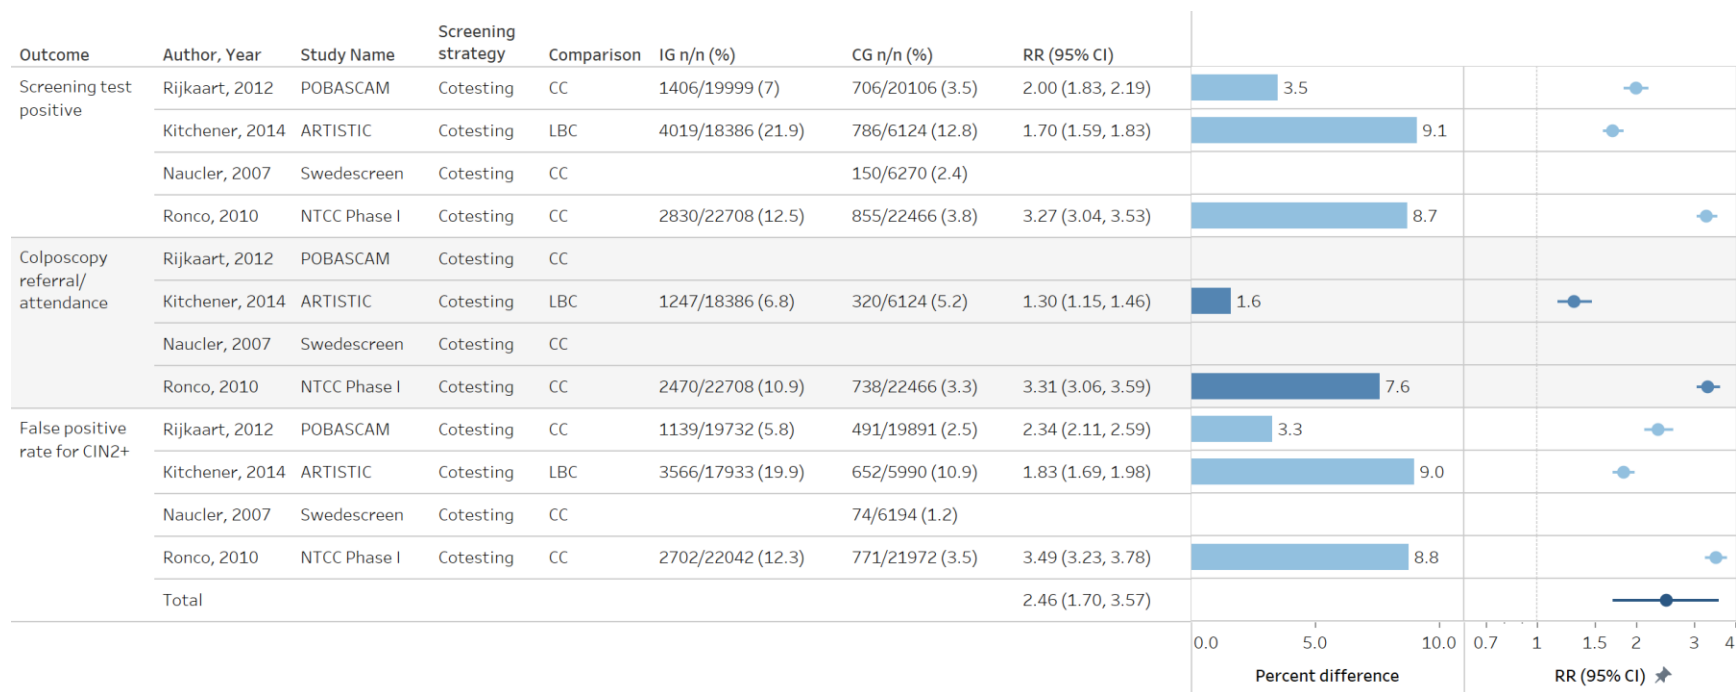 Outcome Author, Year Study Name Screening strategy Comparison IG n/n (%) CG n/n (%) RR (95% CI)
Screening test positive Rijkaart, 2012 POBASCAM Cotesting CC 1406/19999 (7) 706/20106 (3.5) 2.00 (1.83, 2.19) 3.5
Kitchener, 2014 ARTISTIC Cotesting LBC 4019/18386 (21.9) 786/6124 (12.8) 1.70 (1.59, 1.83) 9.1
Naucler, 2007 Swedescreen Cotesting CC 150/6270 (2.4)
Ronco, 2010 NTCC Phase I Cotesting CC 2830/22708 (12.5) 855/22466 (3.8) 3.27 (3.04, 3.53) 8.7
Colposcopy referral/ attendance Rijkaart, 2012 POBASCAM Cotesting CC
Kitchener, 2014 ARTISTIC Cotesting LBC 1247/18386 (6.8) 320/6124 (5.2) 1.30 (1.15, 1.46) 1.6
Naucler, 2007 Swedescreen Cotesting CC
Ronco, 2010 NTCC Phase I Cotesting CC 2470/22708 (10.9) 738/22466 (3.3) 3.31 (3.06, 3.59) 7.6
False positive rate for CIN2+ Rijkaart, 2012 POBASCAM Cotesting CC 1139/19732 (5.8) 491/19891 (2.5) 2.34 (2.11, 2.59) 3.3
Kitchener, 2014 ARTISTIC Cotesting LBC 3566/17933 (19.9) 652/5990 (10.9) 1.83 (1.69, 1.98) 9.0
Naucler, 2007 Swedescreen Cotesting CC 74/6194 (1.2)
Ronco, 2010 NTCC Phase I Cotesting CC 2702/22042 (12.3) 771/21972 (3.5) 3.49 (3.23, 3.78) 8.8
Total 2.46 (1.70, 3.57)
0.0 5.0 10.0 0.7 1 1.5 2 3 4
Percent difference RR (95% CI)